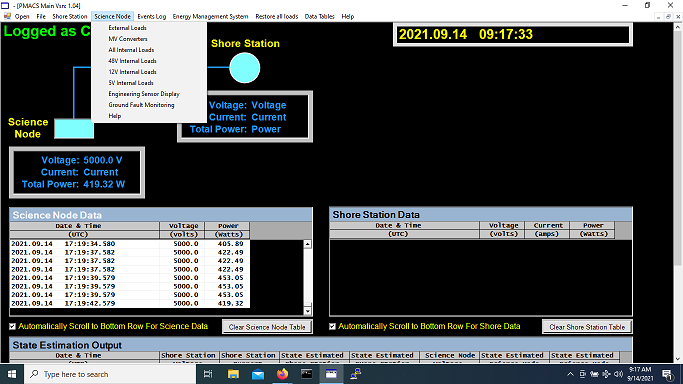 - [PMACS Main Vsrc 1.04]
Open File Shore Station Science Node Events Log Energy Management System Restore all loads Data Tables Help
Logged as C
External Loads
MV Converters
All Internal Loads
48V Internal Loads
12V Internal Loads
5V Internal Loads
Engineering Sensor Display
Ground Fault Monitoring
Help
2021.09.14 09:17:33
Shore Station
Voltage: Voltage
Current: Current
Total Power: Power
Science
Node
Voltage: 5000.0 V
Current: Current
Total Power: 419.32 W
Science Node Data
Date & Time Voltage Power
(UTC) (volts) (watts)
2021.09.14 17:19:34.580 5000.0 405.89
2021.09.14 17:19:37.582 5000.0 422.49
2021.09.14 17:19:37.582 5000.0 422.49
2021.09.14 17:19:37.582 5000.0 422.49
2021.09.14 17:19:39.579 5000.0 453.05
2021.09.14 17:19:39.579 5000.0 453.05
2021.09.14 17:19:39.579 5000.0 453.05
2021.09.14 17:19:42.579 5000.0 419.32
Automatically Scroll to Bottom Row For Science Data
Clear Science Node Table
Shore Station Data
Date & Time Voltage Current Power
(UTC) (volts) (amps) (Watts)
Automatically Scroll to Bottom Row For Shore Data
Clear Shore Station Table
State Estimation Output
Date & Time Shore Station Shore Station State Estimated State Estimated Science Node State Estimated State Estimated
Type here to search
9:17 AM
9/14/2021